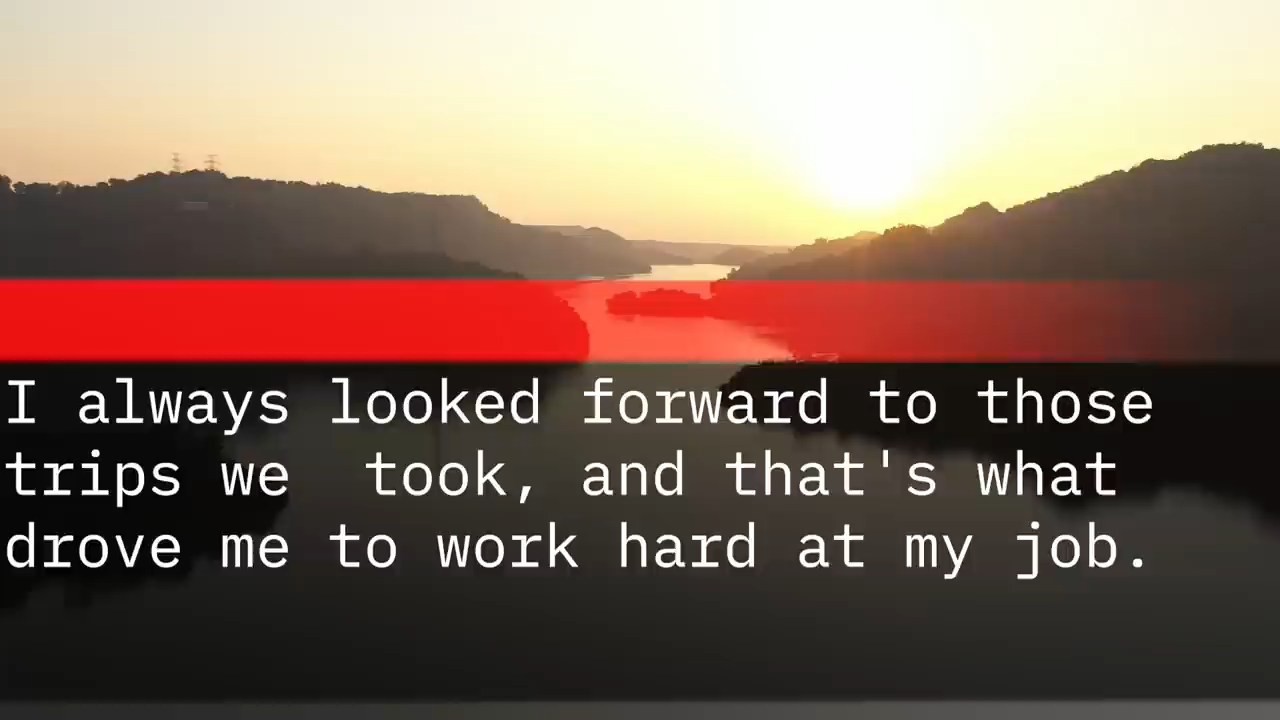 I always looked forward to those
trips we  took, and that's what
drove me to work hard at my job.